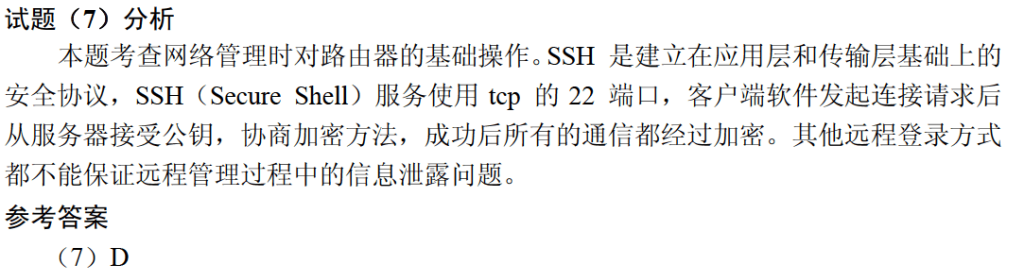 试题（7）分析
本题考查网络管理时对路由器的基础操作。SSH 是建立在应用层和传输层基础上的
安全协议，SSH（Secure Shell）服务使用 tcp 的 22 端口，客户端软件发起连接请求后
从服务器接受公钥，协商加密方法，成功后所有的通信都经过加密。其他远程登录方式
都不能保证远程管理过程中的信息泄露问题。
参考答案
（7）D